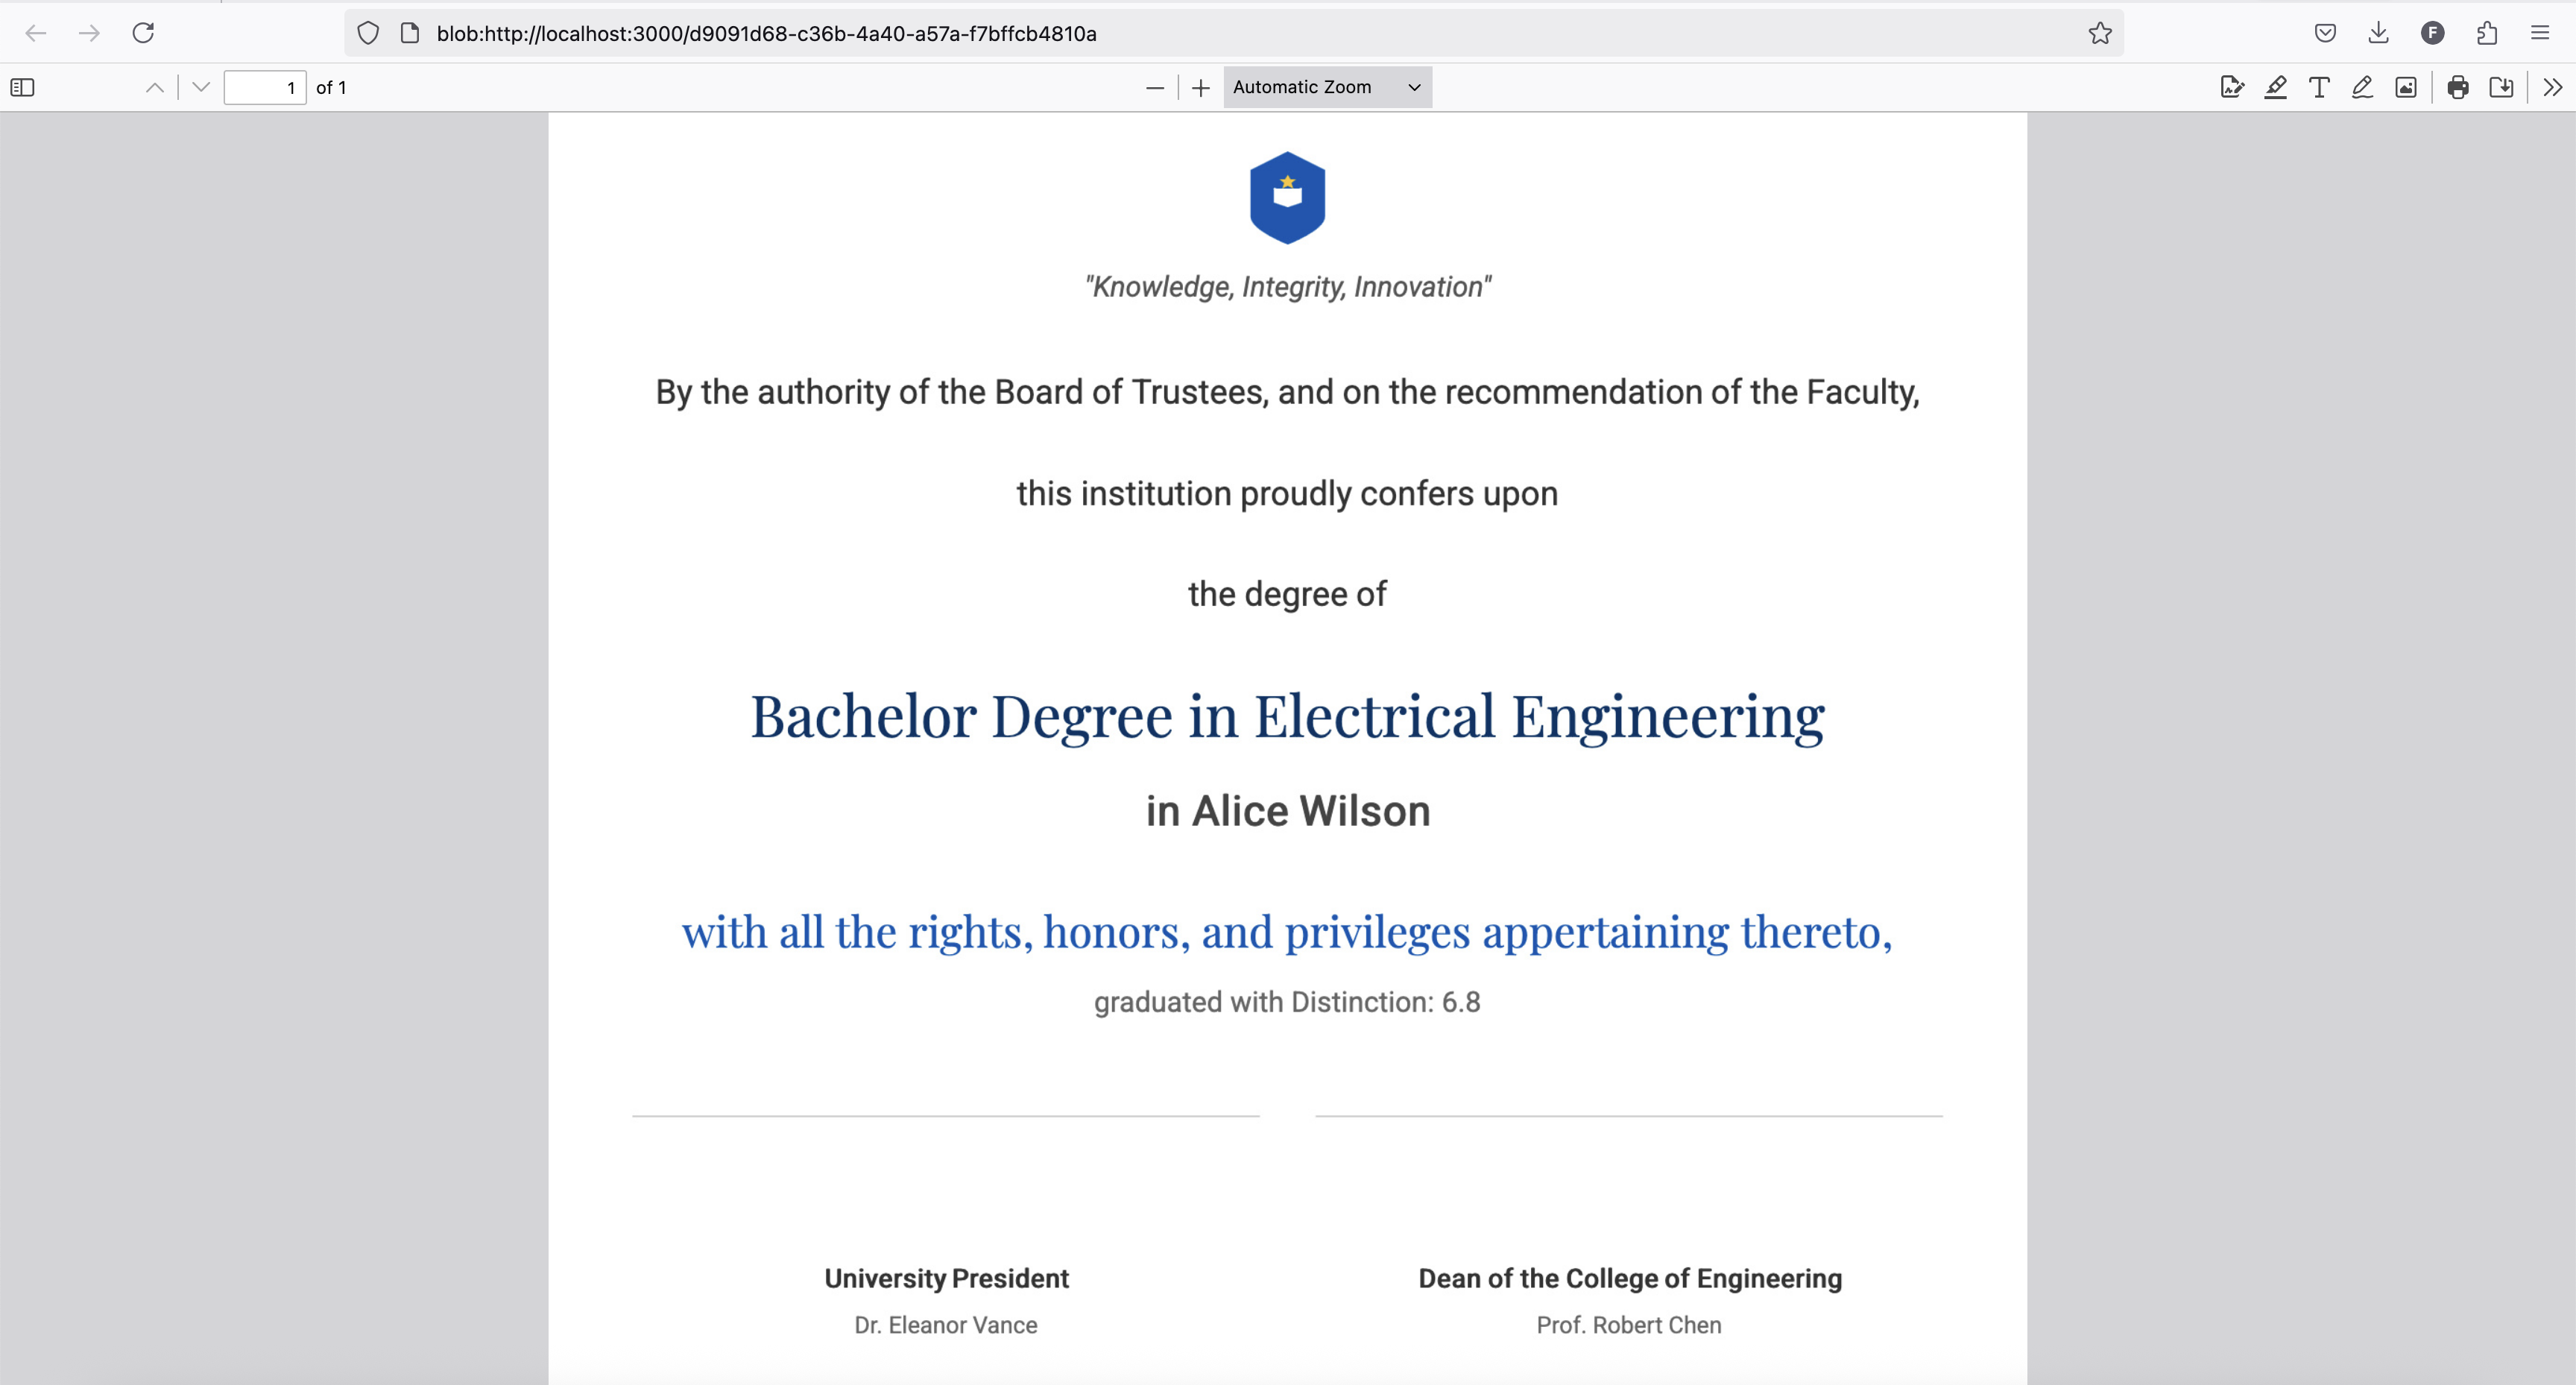 blob:http://localhost:3000/d9091d68-c36b-4a40-a57a-f7bffcb4810a
F
1 of 1
Automatic Zoom
"Knowledge, Integrity, Innovation"
By the authority of the Board of Trustees, and on the recommendation of the Faculty,
this institution proudly confers upon
the degree of
Bachelor Degree in Electrical Engineering
in Alice Wilson
with all the rights, honors, and privileges appertaining thereto,
graduated with Distinction: 6.8
University President
Dean of the College of Engineering
Dr. Eleanor Vance
Prof. Robert Chen